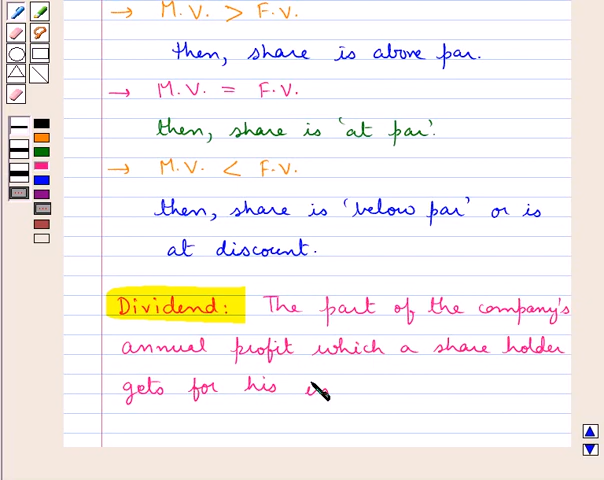 → M.V. > F.V.
then, share is above par.
→ M.V. = F.V.
then, share is 'at par'.
→ M.V. < F.V.
then, share is 'below par' or is
at discount.
Dividend: The part of the company's
annual profit which a share holder
gets for his